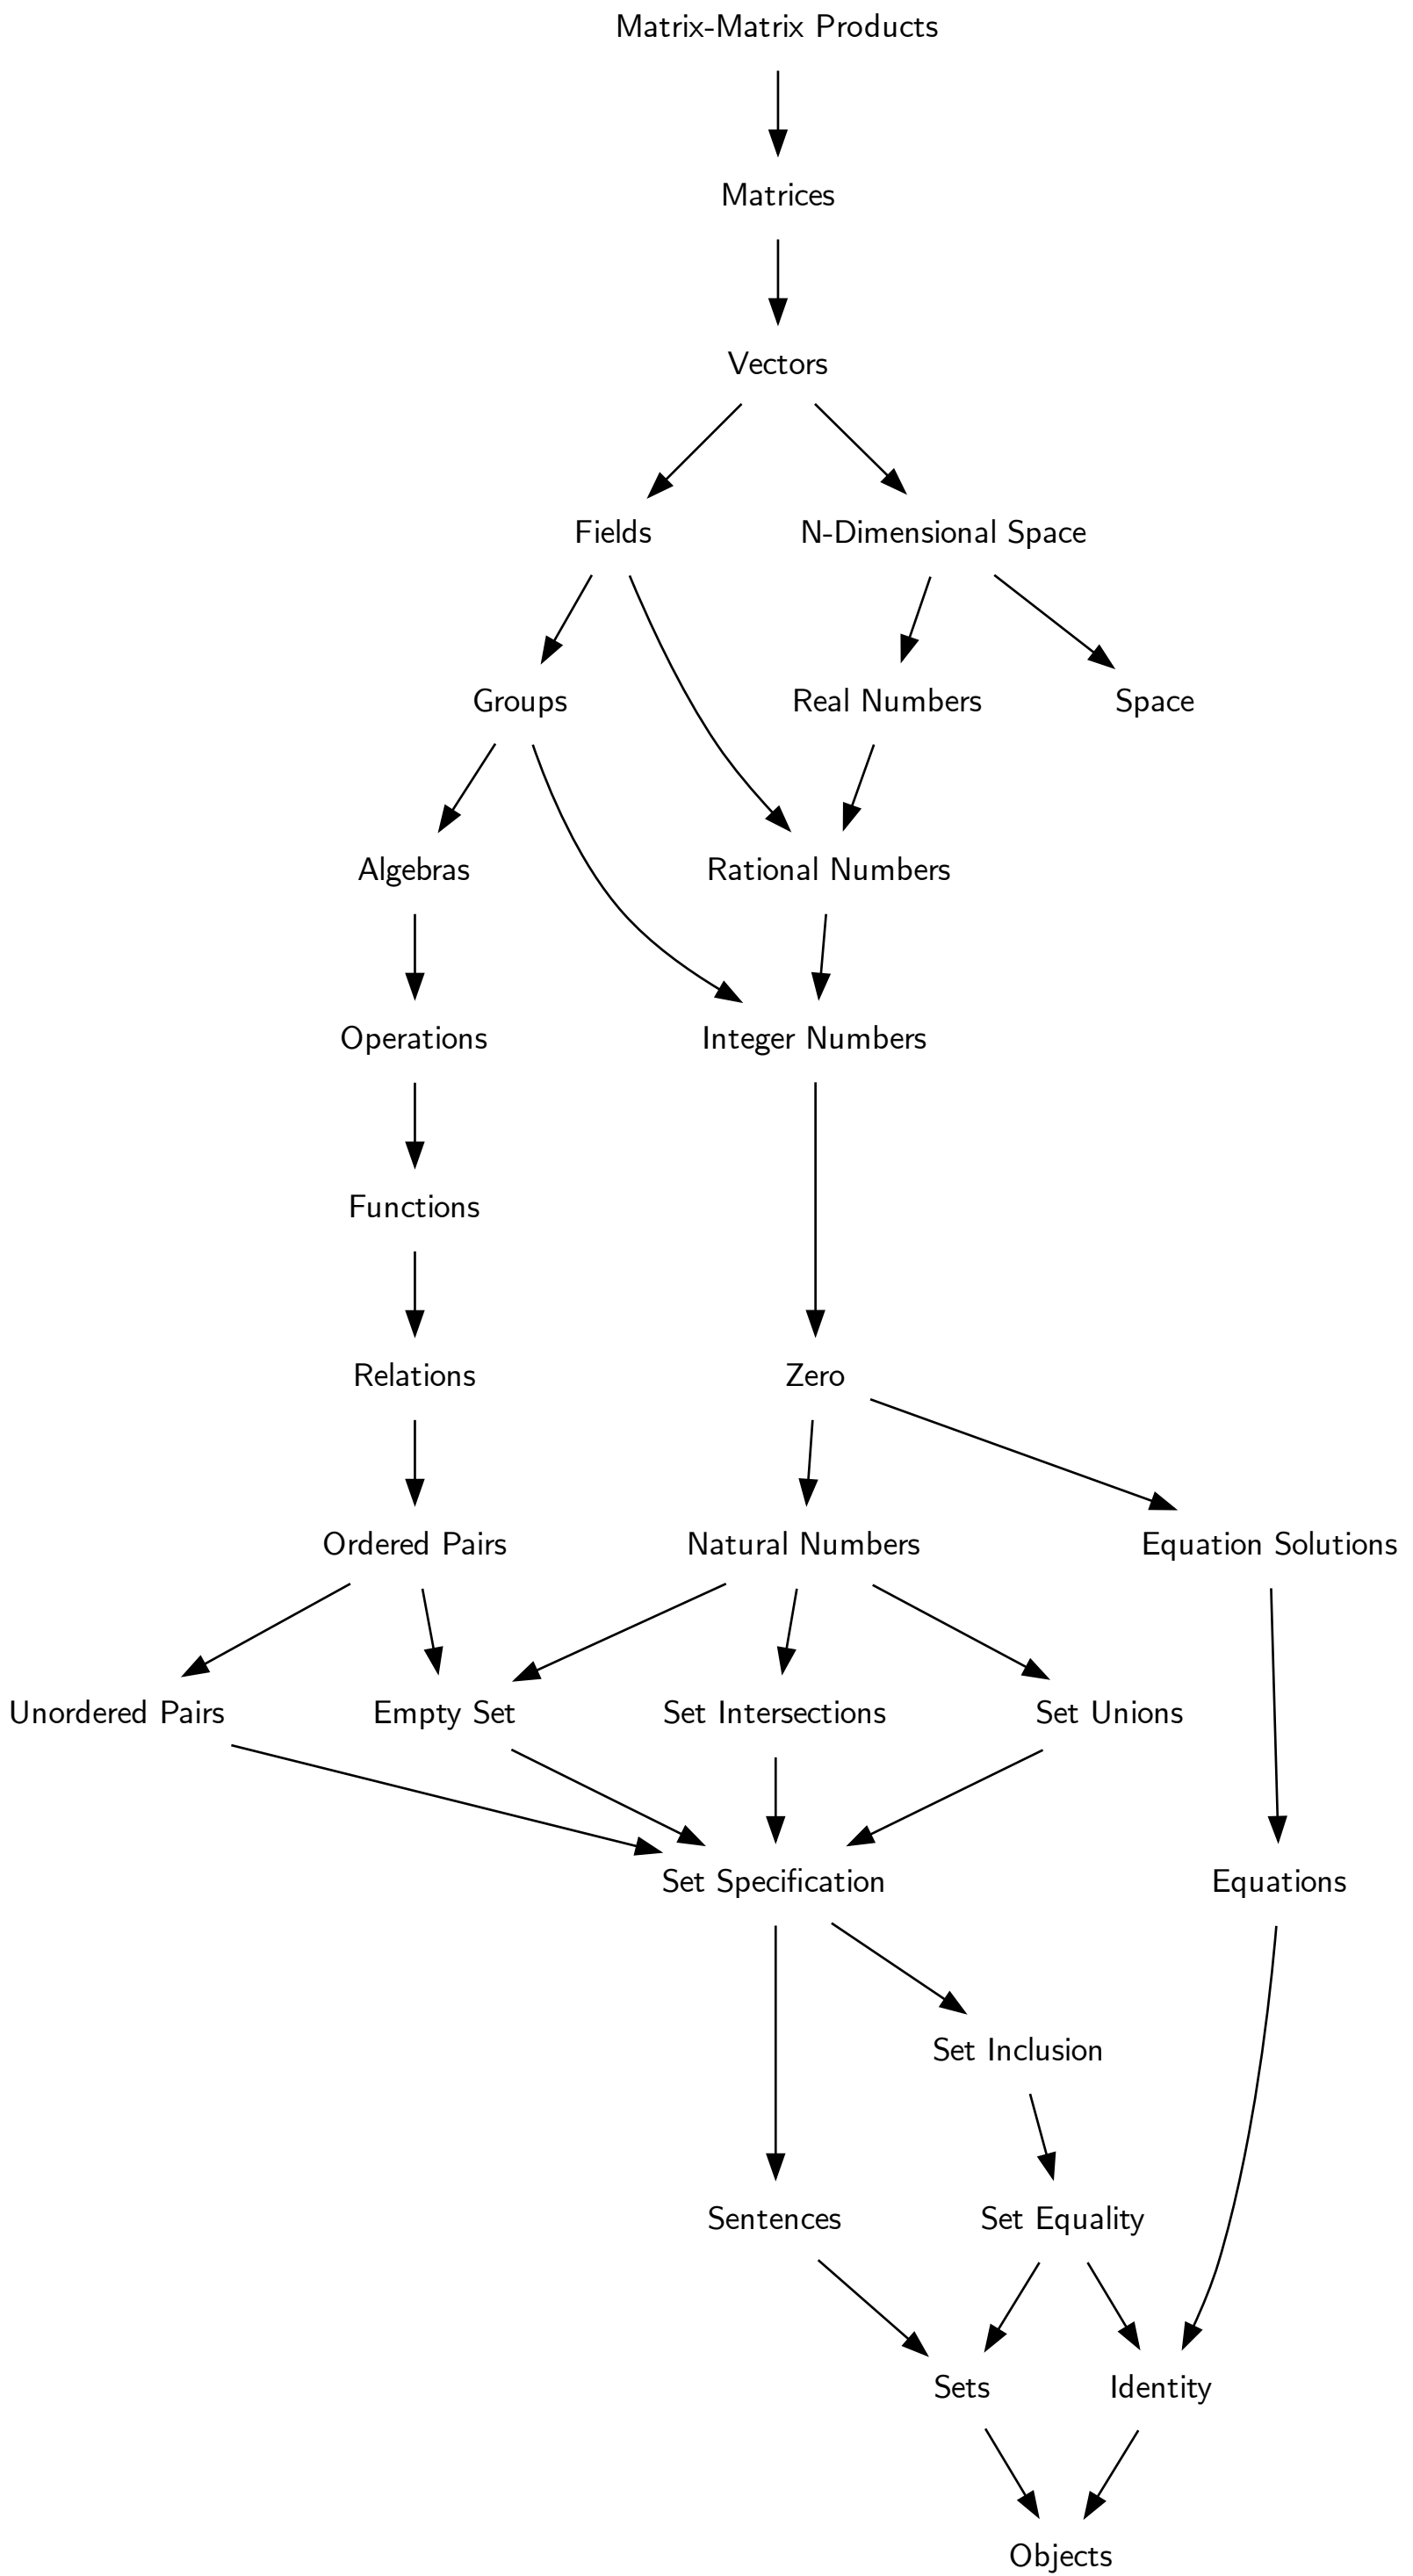 Matrix-Matrix Products
Matrices
Vectors
Fields
N-Dimensional Space
Groups
Real Numbers
Space
Algebras
Rational Numbers
Operations
Integer Numbers
Functions
Relations
Zero
Ordered Pairs
Natural Numbers
Equation Solutions
Unordered Pairs
Empty Set
Set Intersections
Set Unions
Set Specification
Equations
Set Inclusion
Sentences
Set Equality
Sets
Identity
Objects